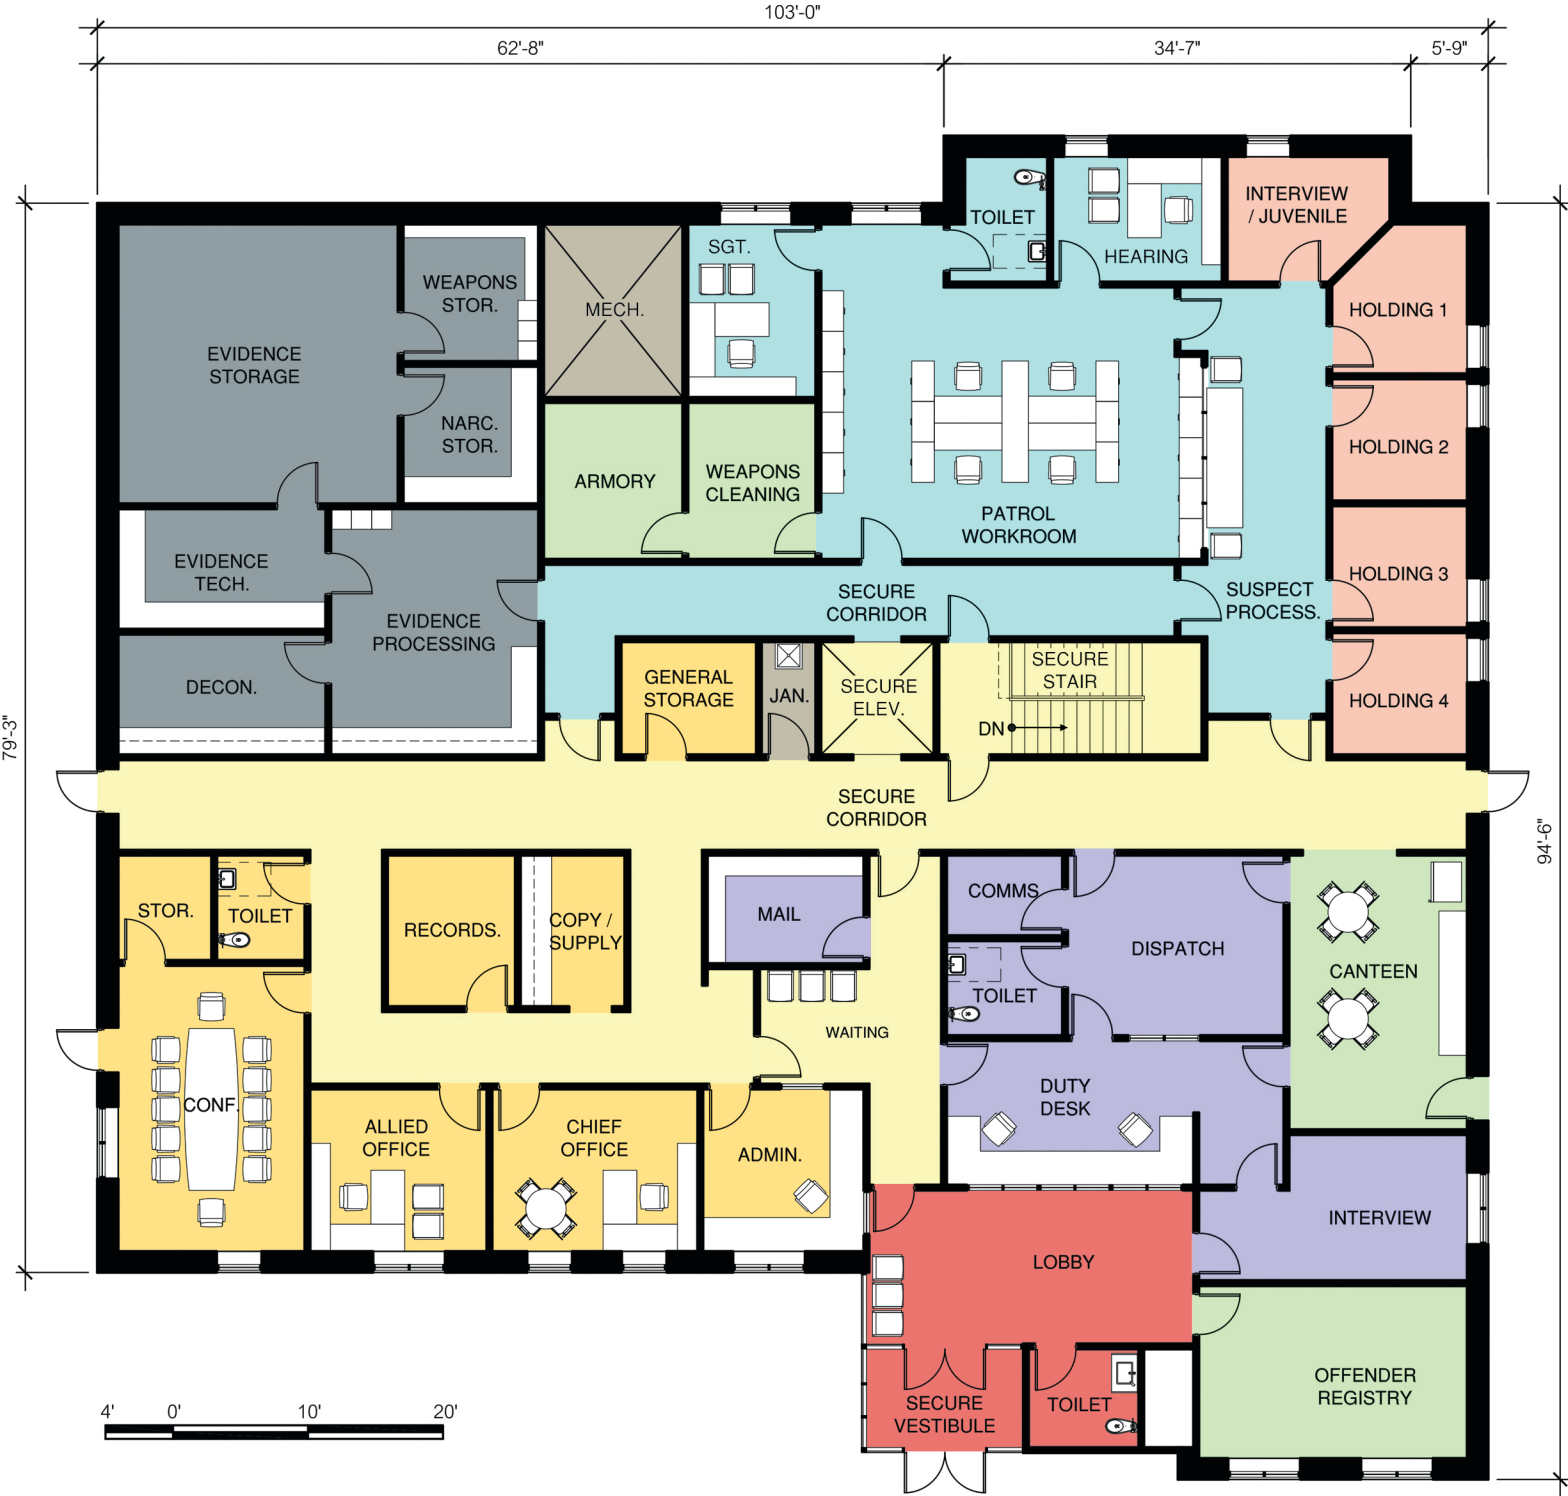 103'-0"
62'-8"
34'-7"
5'-9"
79'-3"
94'-6"
TOILET
HEARING
INTERVIEW
/ JUVENILE
SGT.
MECH.
WEAPONS
STOR.
EVIDENCE
STORAGE
NARC.
STOR.
ARMORY
WEAPONS
CLEANING
PATROL
WORKROOM
HOLDING 1
HOLDING 2
HOLDING 3
HOLDING 4
EVIDENCE
TECH.
EVIDENCE
PROCESSING
DECON.
SECURE
CORRIDOR
SUSPECT
PROCESS.
GENERAL
STORAGE
JAN.
SECURE
ELEV.
SECURE
STAIR
DN
SECURE
CORRIDOR
STOR.
TOILET
RECORDS.
COPY /
SUPPLY
MAIL
COMMS
DISPATCH
TOILET
CANTEEN
WAITING
DUTY
DESK
CONF.
ALLIED
OFFICE
CHIEF
OFFICE
ADMIN.
INTERVIEW
LOBBY
OFFENDER
REGISTRY
SECURE
VESTIBULE
TOILET
4'
0'
10'
20'